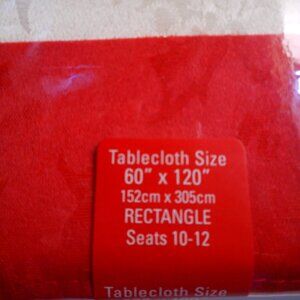 Tablecloth Size
60" x 120"
152cm x 305cm
RECTANGLE
Seats 10-12
Tablecloth Size